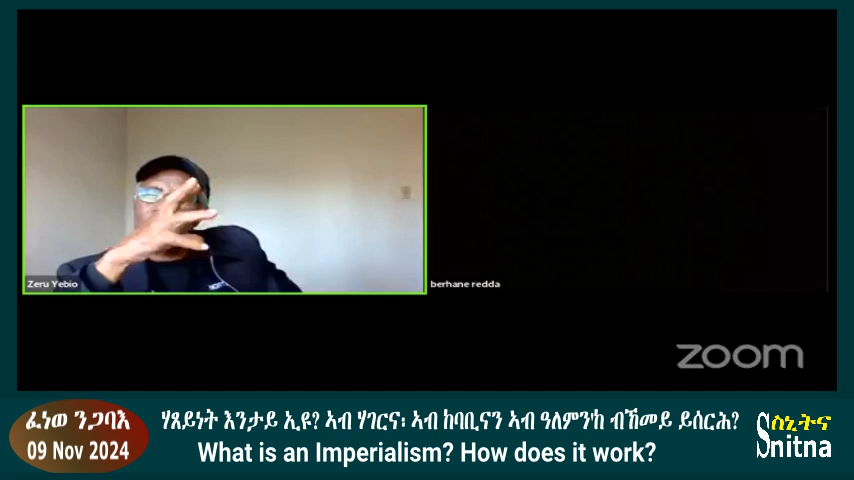 Zeru Yebio
berhane redda
zoom
ፈነወ ንጋባእ
09 Nov 2024
ሃጸይነት እንታይ ኢዩ? ኣብ ሃገርና፡ ኣብ ከባቢናን ኣብ ዓለምን'ከ ብኸመይ ይሰርሕ?
What is an Imperialism? How does it work?
ስኒትና
Snitna